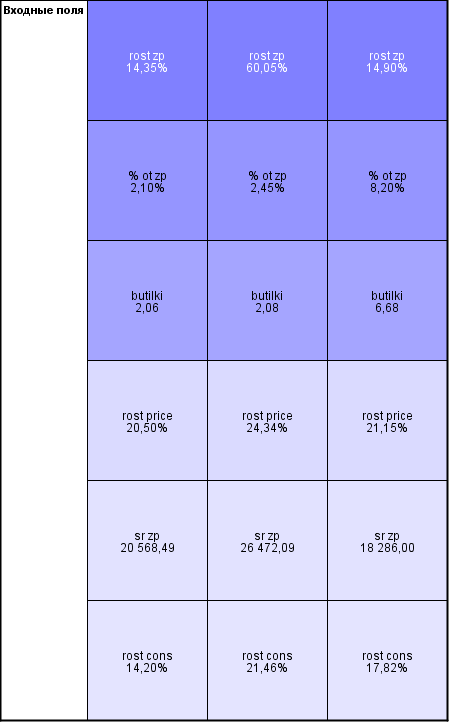 Входные поля
rost zp
14,35%
rost zp
60,05%
rost zp
14,90%
% ot zp
2,10%
% ot zp
2,45%
% ot zp
8,20%
butilki
2,06
butilki
2,08
butilki
6,68
rost price
20,50%
rost price
24,34%
rost price
21,15%
sr zp
20 568,49
sr zp
26 472,09
sr zp
18 286,00
rost cons
14,20%
rost cons
21,46%
rost cons
17,82%